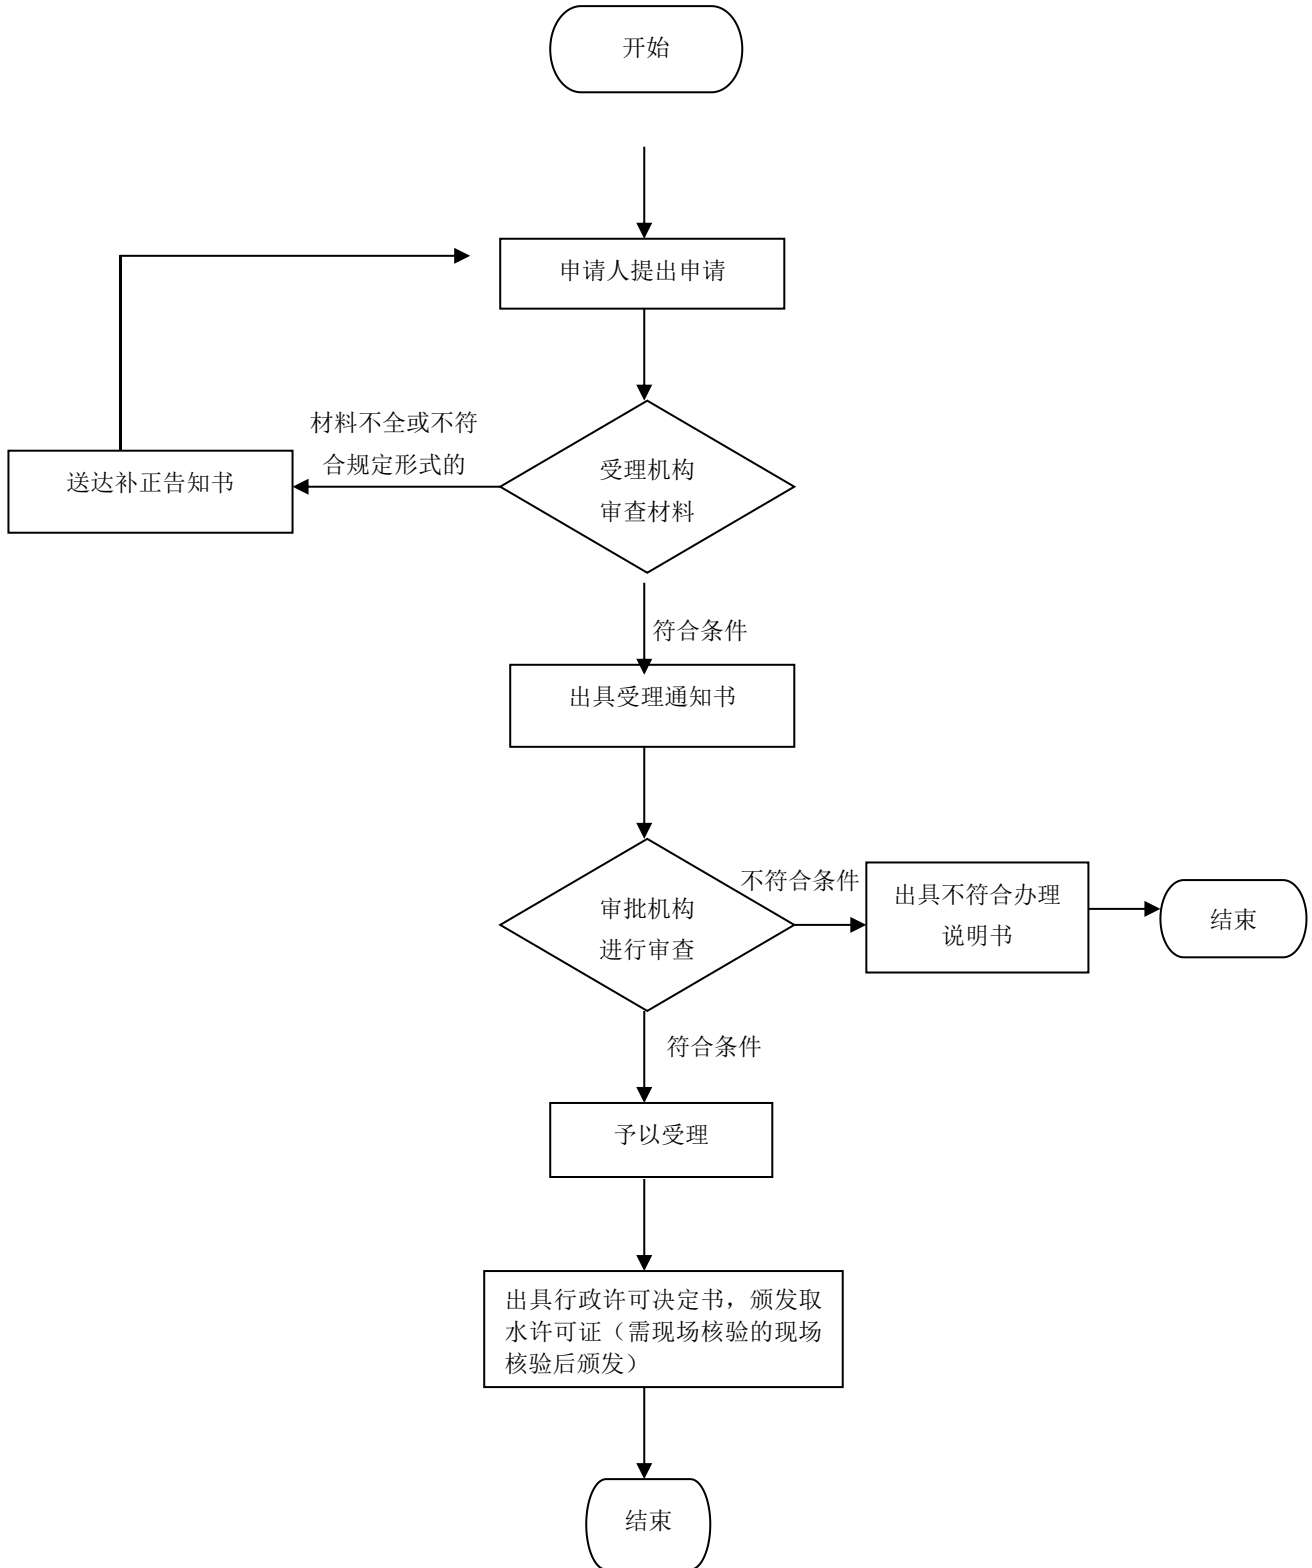 开始
申请人提出申请
材料不全或不符
合规定形式的
送达补正告知书
受理机构
审查材料
符合条件
出具受理通知书
审批机构
进行审查
不符合条件
出具不符合办理
说明书
结束
符合条件
予以受理
出具行政许可决定书，颁发取
水许可证（需现场核验的现场
核验后颁发）
结束